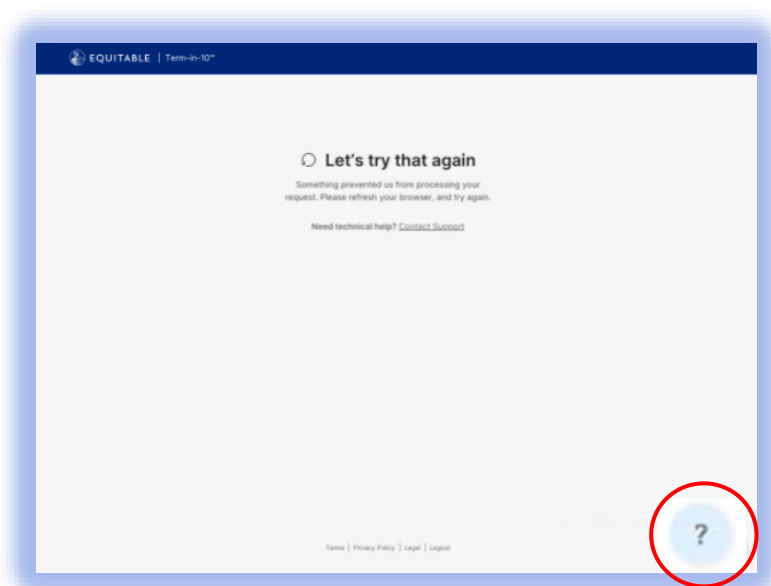 EQUITABLE | Term-in-10™
Let's try that again
Something prevented us from processing your
request. Please refresh your browser, and try again.
Need technical help? Contact Support
?
Terms | Privacy Policy | Legal | Logout